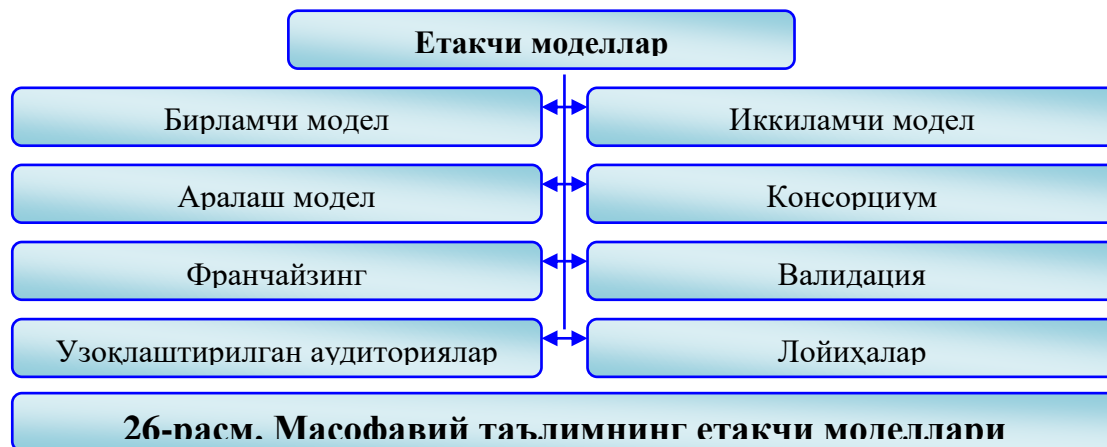 Етакчи моделлар
Бирламчи модел
Иккиламчи модел
Аралаш модел
Консорциум
Франчайзинг
Валидация
Узоқлаштирилган аудиториялар
Лойиҳалар
26-расм. Масофавий таълимнинг етакчи моделлари